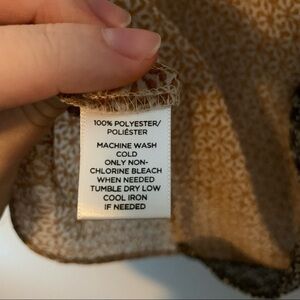 100% POLYESTER/
POLIÉSTER
MACHINE WASH
COLD
ONLY NON-
CHLORINE BLEACH
WHEN NEEDED
TUMBLE DRY LOW
COOL IRON
IF NEEDED